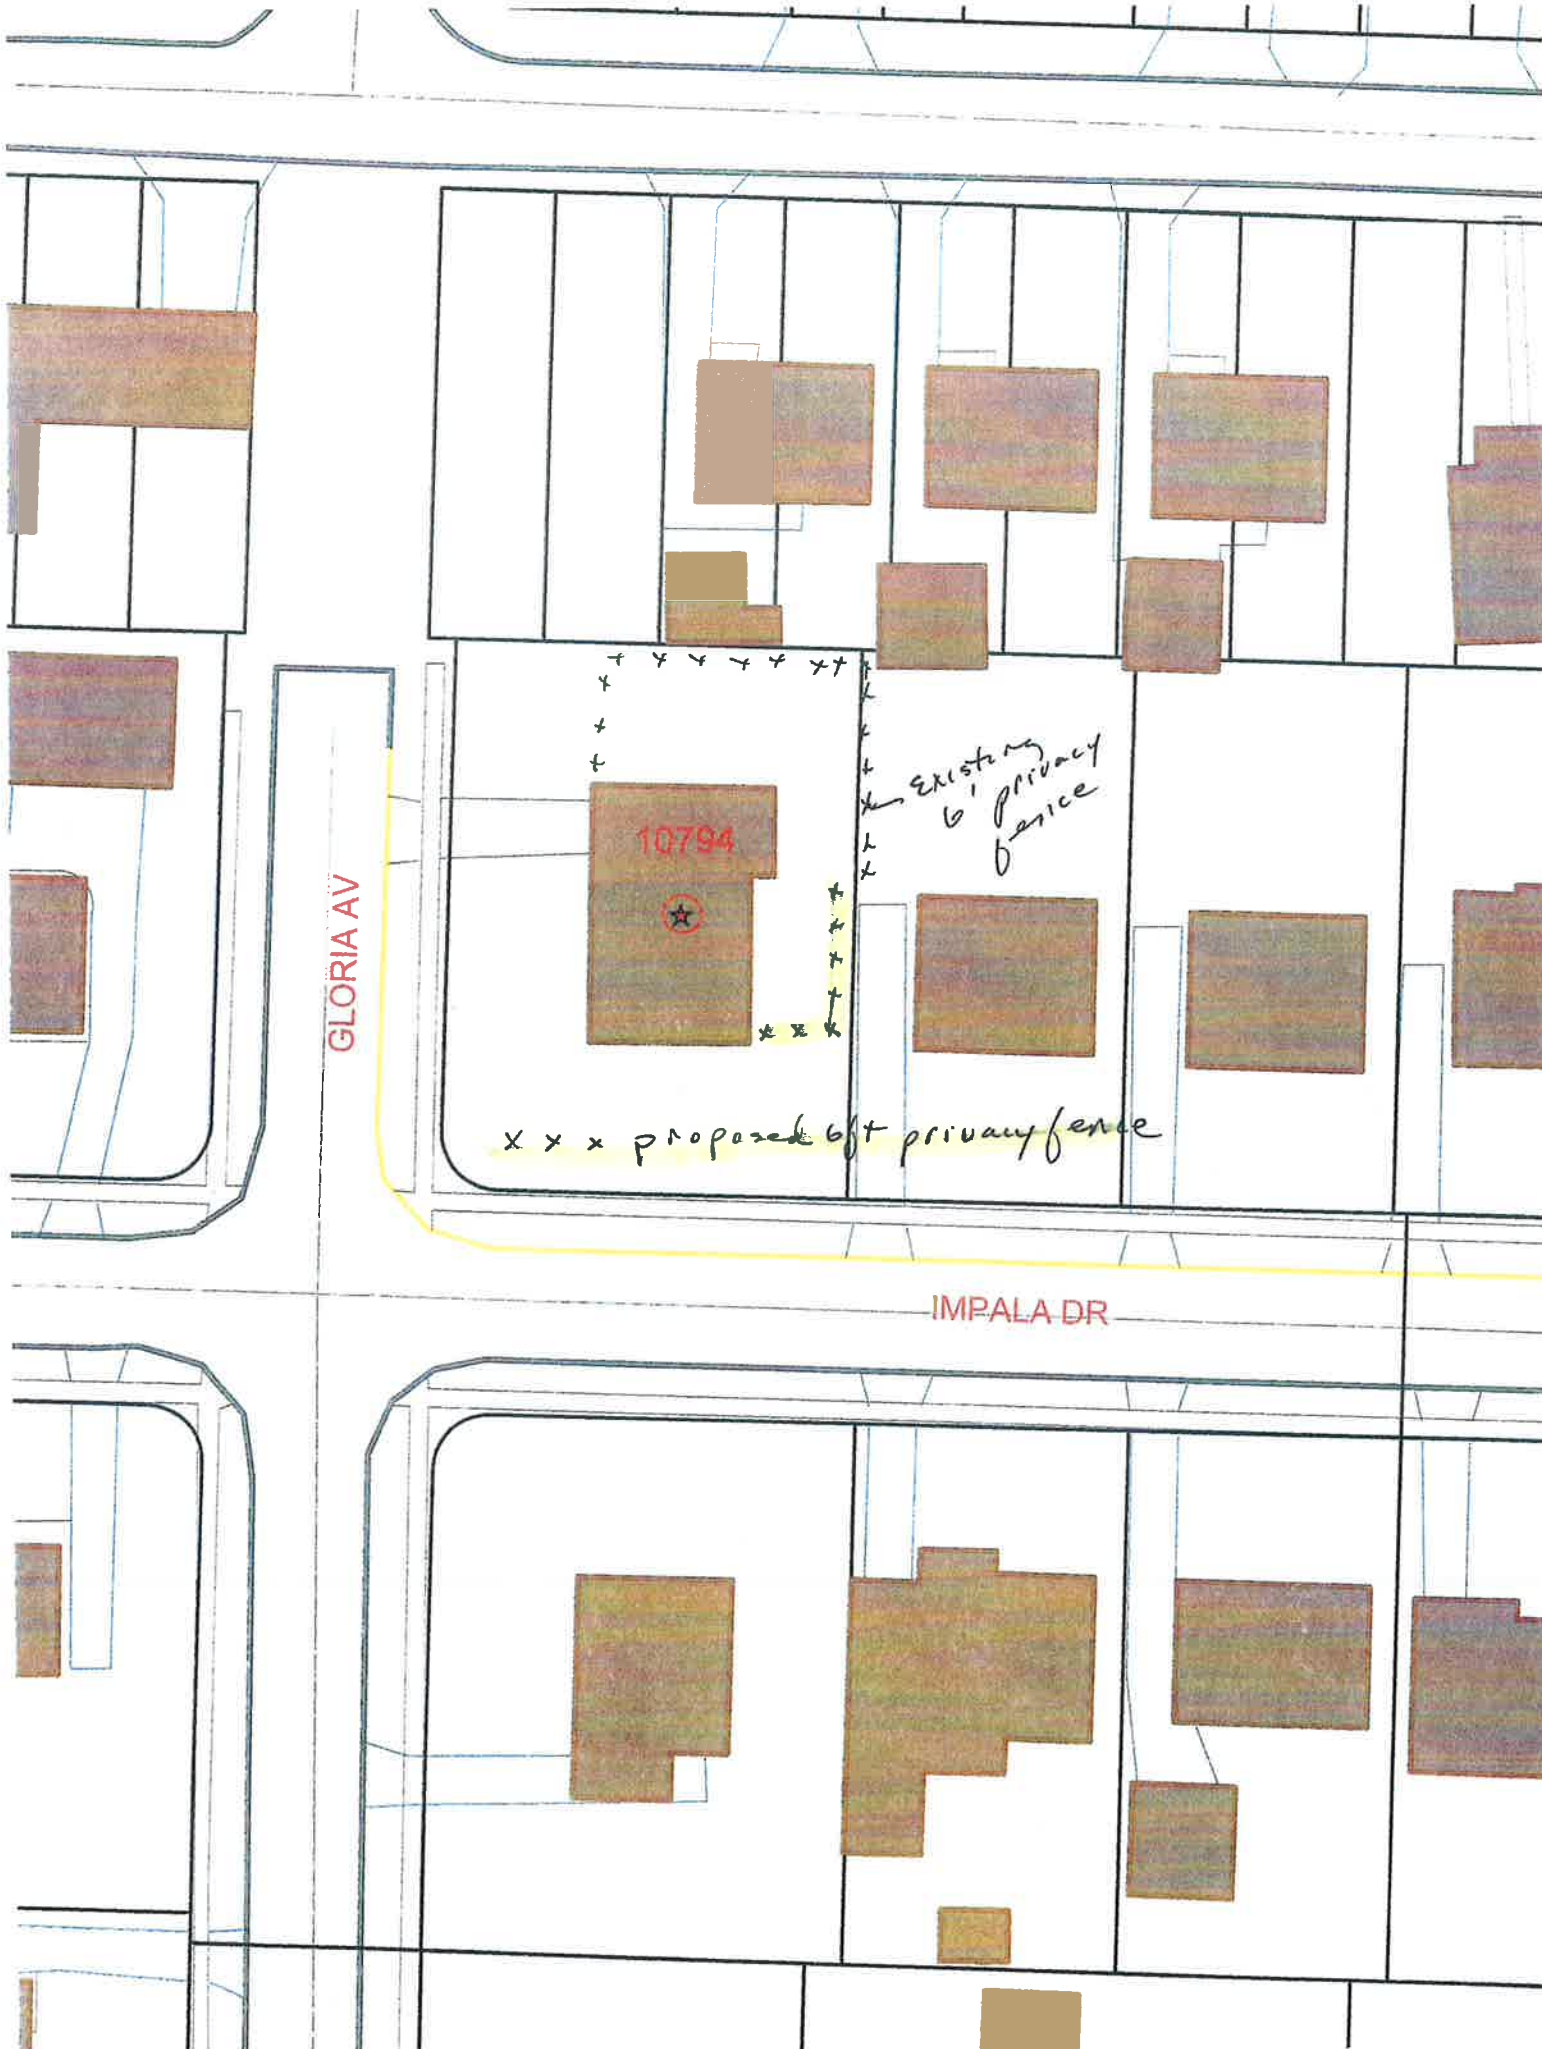 Existing
6' privacy
fence
10794
GLORIA AV
x x x proposed 6ft privacy fence
IMPALA DR